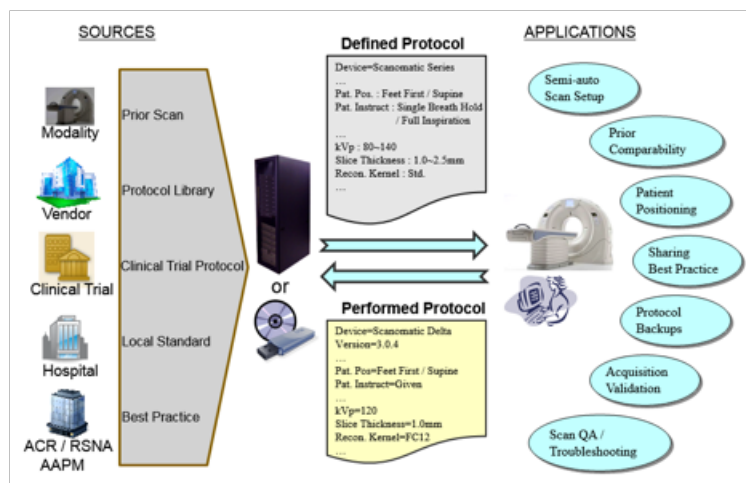 SOURCES
Modality
Vendor
Clinical Trial
Hospital
ACR / RSNA
AAPM
Prior Scan
Protocol Library
Clinical Trial Protocol
Local Standard
Best Practice
or
Defined Protocol
Device=Scanomatic Series
....
Pat. Pos. : Feet First / Supine
Pat. Instruct : Single Breath Hold
/ Full Inspiration
....
kVp : 80~140
Slice Thickness : 1.0~2.5mm
Recon. Kernel : Std.
....
Performed Protocol
Device=Scanomatic Delta
Version=3.0.4
....
Pat. Pos=Feet First / Supine
Pat. Instruct=Given
....
kVp=120
Slice Thickness=1.0mm
Recon. Kernel=FC12
....
APPLICATIONS
Semi-auto
Scan Setup
Prior
Comparability
Patient
Positioning
Sharing
Best Practice
Protocol
Backups
Acquisition
Validation
Scan QA /
Troubleshooting